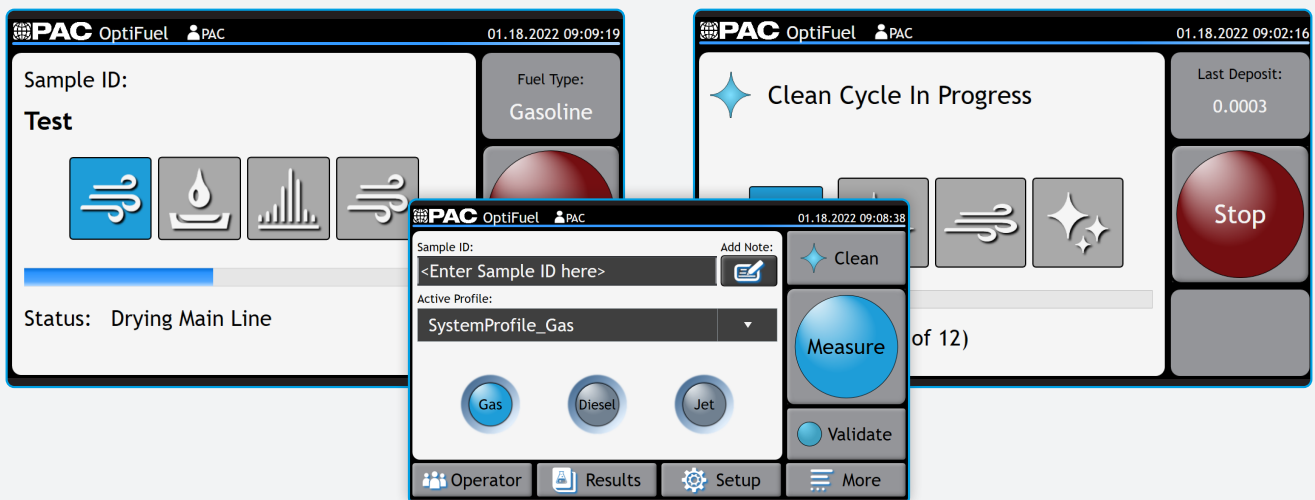 PAC OptiFuel PAC 01.18.2022 09:09:19
Sample ID:
Test
Fuel Type:
Gasoline
Status: Drying Main Line
PAC OptiFuel PAC 01.18.2022 09:02:16
Clean Cycle In Progress
Last Deposit:
0.0003
Stop
of 12)
PAC OptiFuel PAC 01.18.2022 09:08:38
Sample ID: Add Note:
<Enter Sample ID here>
Clean
Active Profile:
SystemProfile_Gas
Measure
Gas Diesel Jet
Validate
Operator Results Setup More